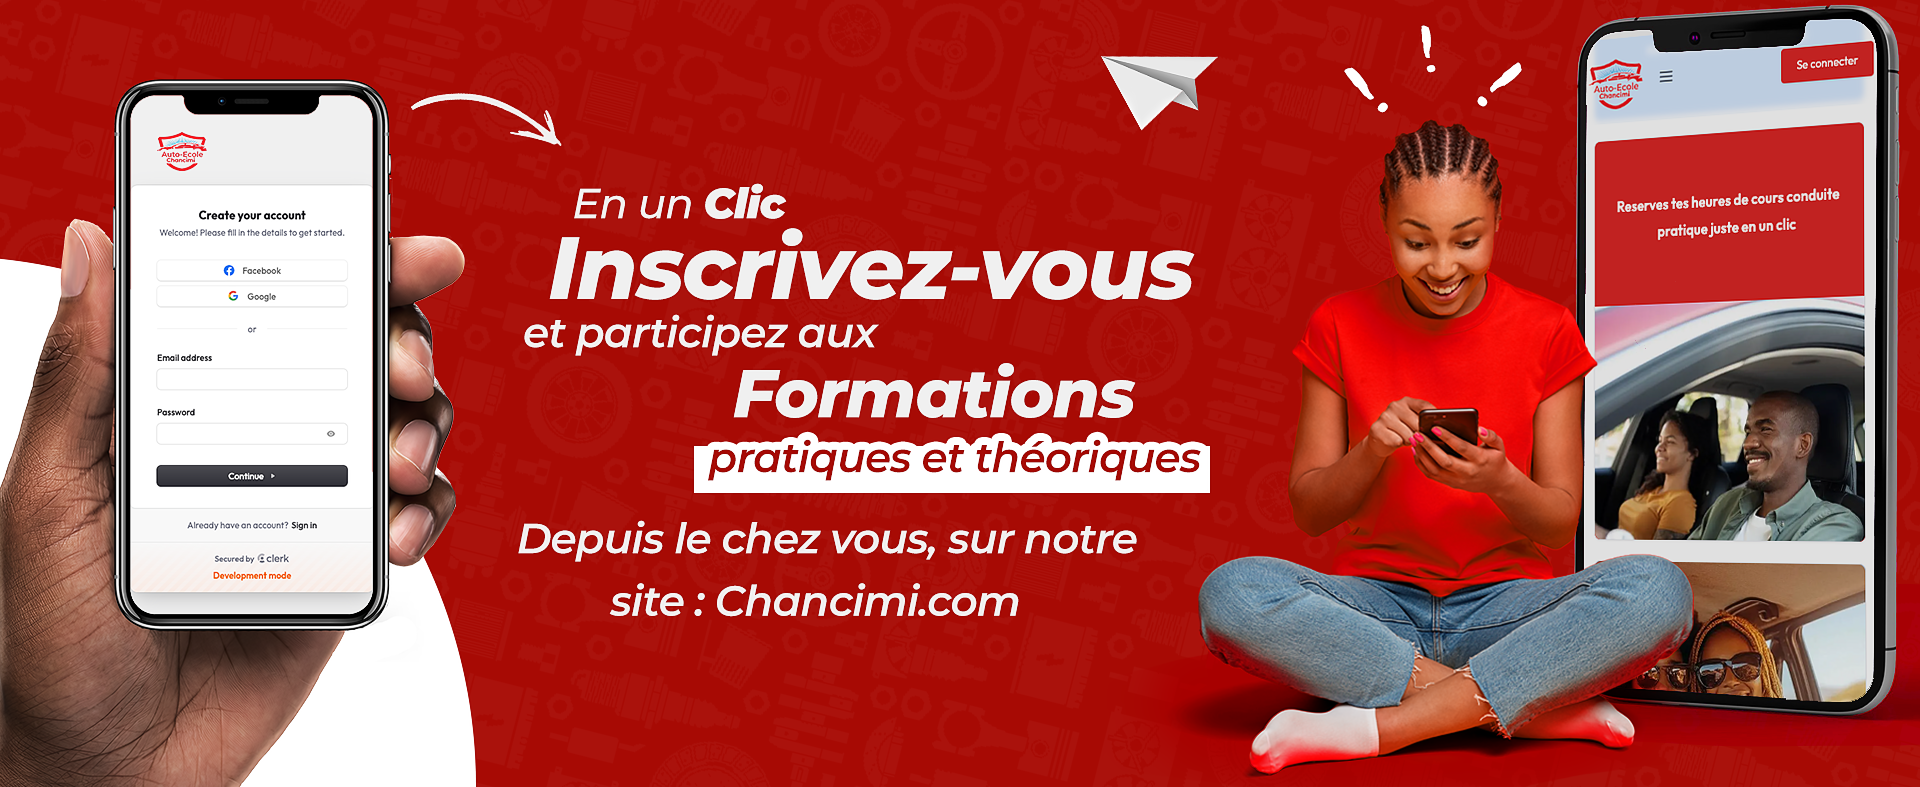 Auto-Ecole
Chancimi
Create your account
Welcome! Please fill in the details to get started.
Facebook
Google
or
Email address
Password
Continue
Already have an account? Sign in
Secured by clerk
Development mode
En un Clic
Inscrivez-vous
et participez aux
Formations
pratiques et théoriques
Depuis le chez vous, sur notre
site : Chancimi.com
Auto-Ecole
Chancimi
Se connecter
Reserves tes heures de cours conduite
pratique juste en un clic